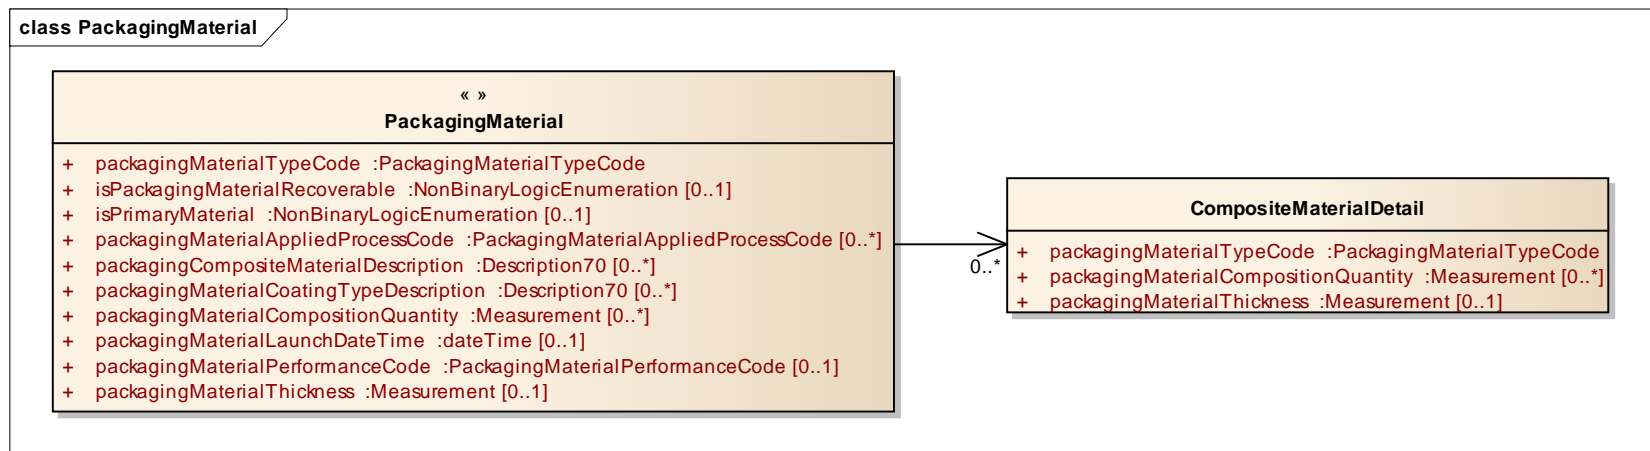 class PackagingMaterial
« »
PackagingMaterial
+ packagingMaterialTypeCode :PackagingMaterialTypeCode
+ isPackagingMaterialRecoverable :NonBinaryLogicEnumeration [0..1]
+ isPrimaryMaterial :NonBinaryLogicEnumeration [0..1]
+ packagingMaterialAppliedProcessCode :PackagingMaterialAppliedProcessCode [0..*]
+ packagingCompositeMaterialDescription :Description70 [0..*]
+ packagingMaterialCoatingTypeDescription :Description70 [0..*]
+ packagingMaterialCompositionQuantity :Measurement [0..*]
+ packagingMaterialLaunchDateTime :dateTime [0..1]
+ packagingMaterialPerformanceCode :PackagingMaterialPerformanceCode [0..1]
+ packagingMaterialThickness :Measurement [0..1]
0..*
CompositeMaterialDetail
+ packagingMaterialTypeCode :PackagingMaterialTypeCode
+ packagingMaterialCompositionQuantity :Measurement [0..*]
+ packagingMaterialThickness :Measurement [0..1]